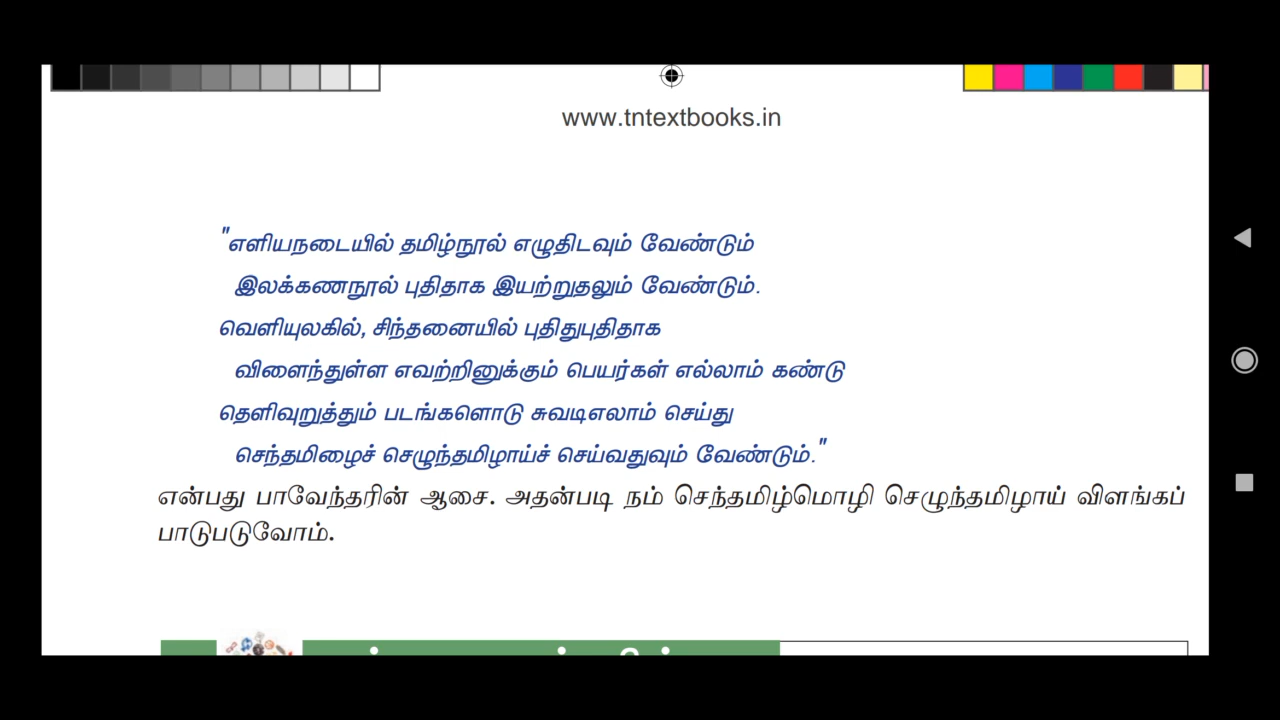 www.tntextbooks.in
"எளியநடையில் தமிழ்நூல் எழுதிடவும் வேண்டும்
இலக்கணநூல் புதிதாக இயற்றுதலும் வேண்டும்.
வெளியுலகில், சிந்தனையில் புதிதுபுதிதாக
விளைந்துள்ள எவற்றினுக்கும் பெயர்கள் எல்லாம் கண்டு
தெளிவுறுத்தும் படங்களொடு சுவடிஎலாம் செய்து
செந்தமிழைச் செழுந்தமிழாய்ச் செய்வதுவும் வேண்டும்."
என்பது பாவேந்தரின் ஆசை. அதன்படி நம் செந்தமிழ்மொழி செழுந்தமிழாய் விளங்கப்
பாடுபடுவோம்.